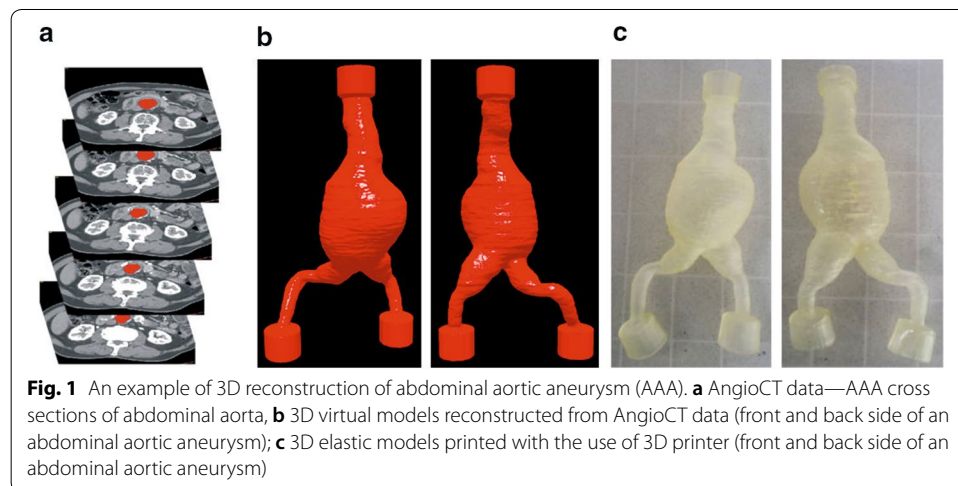 a
b
c
Fig. 1 An example of 3D reconstruction of abdominal aortic aneurysm (AAA). a AngioCT data—AAA cross
sections of abdominal aorta, b 3D virtual models reconstructed from AngioCT data (front and back side of an
abdominal aortic aneurysm); c 3D elastic models printed with the use of 3D printer (front and back side of an
abdominal aortic aneurysm)